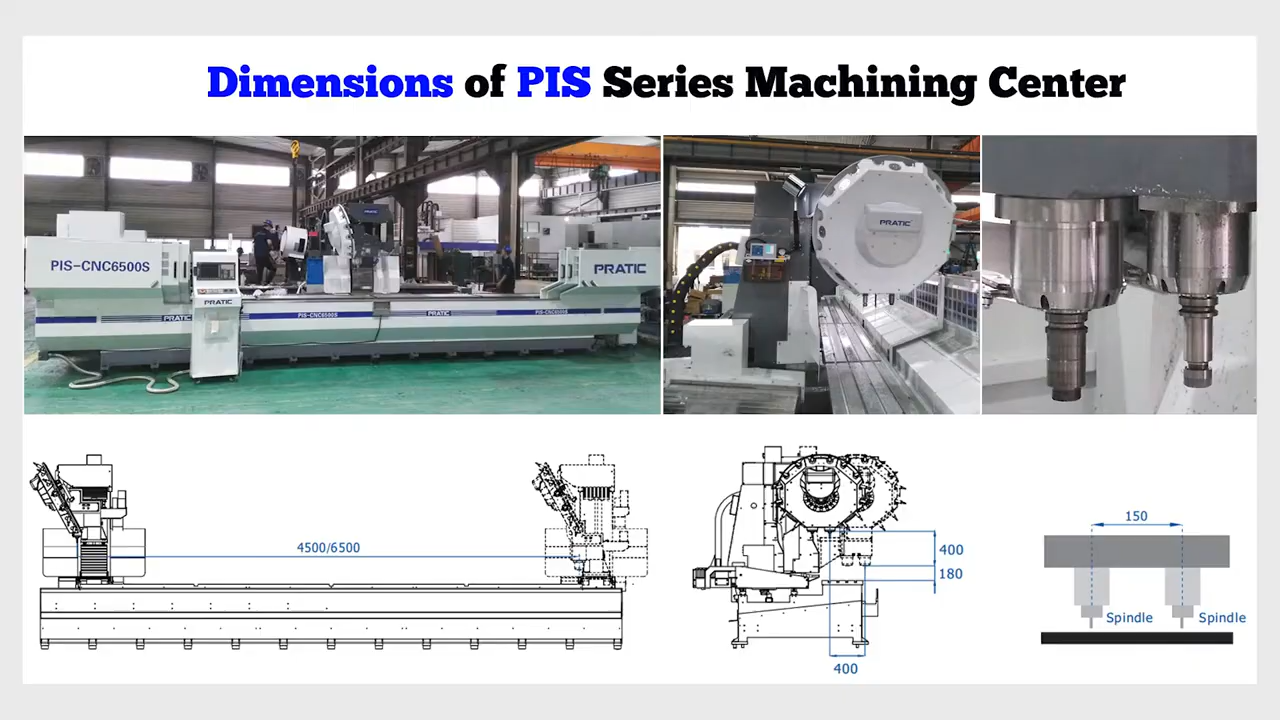 Dimensions of PIS Series Machining Center
PIS-CNC6500S
PRATIC
PRATIC
PRATIC
PIS-CNC6500S
PRATIC
PIS-CNC6500S
PRATIC
4500/6500
400
180
400
150
Spindle
Spindle